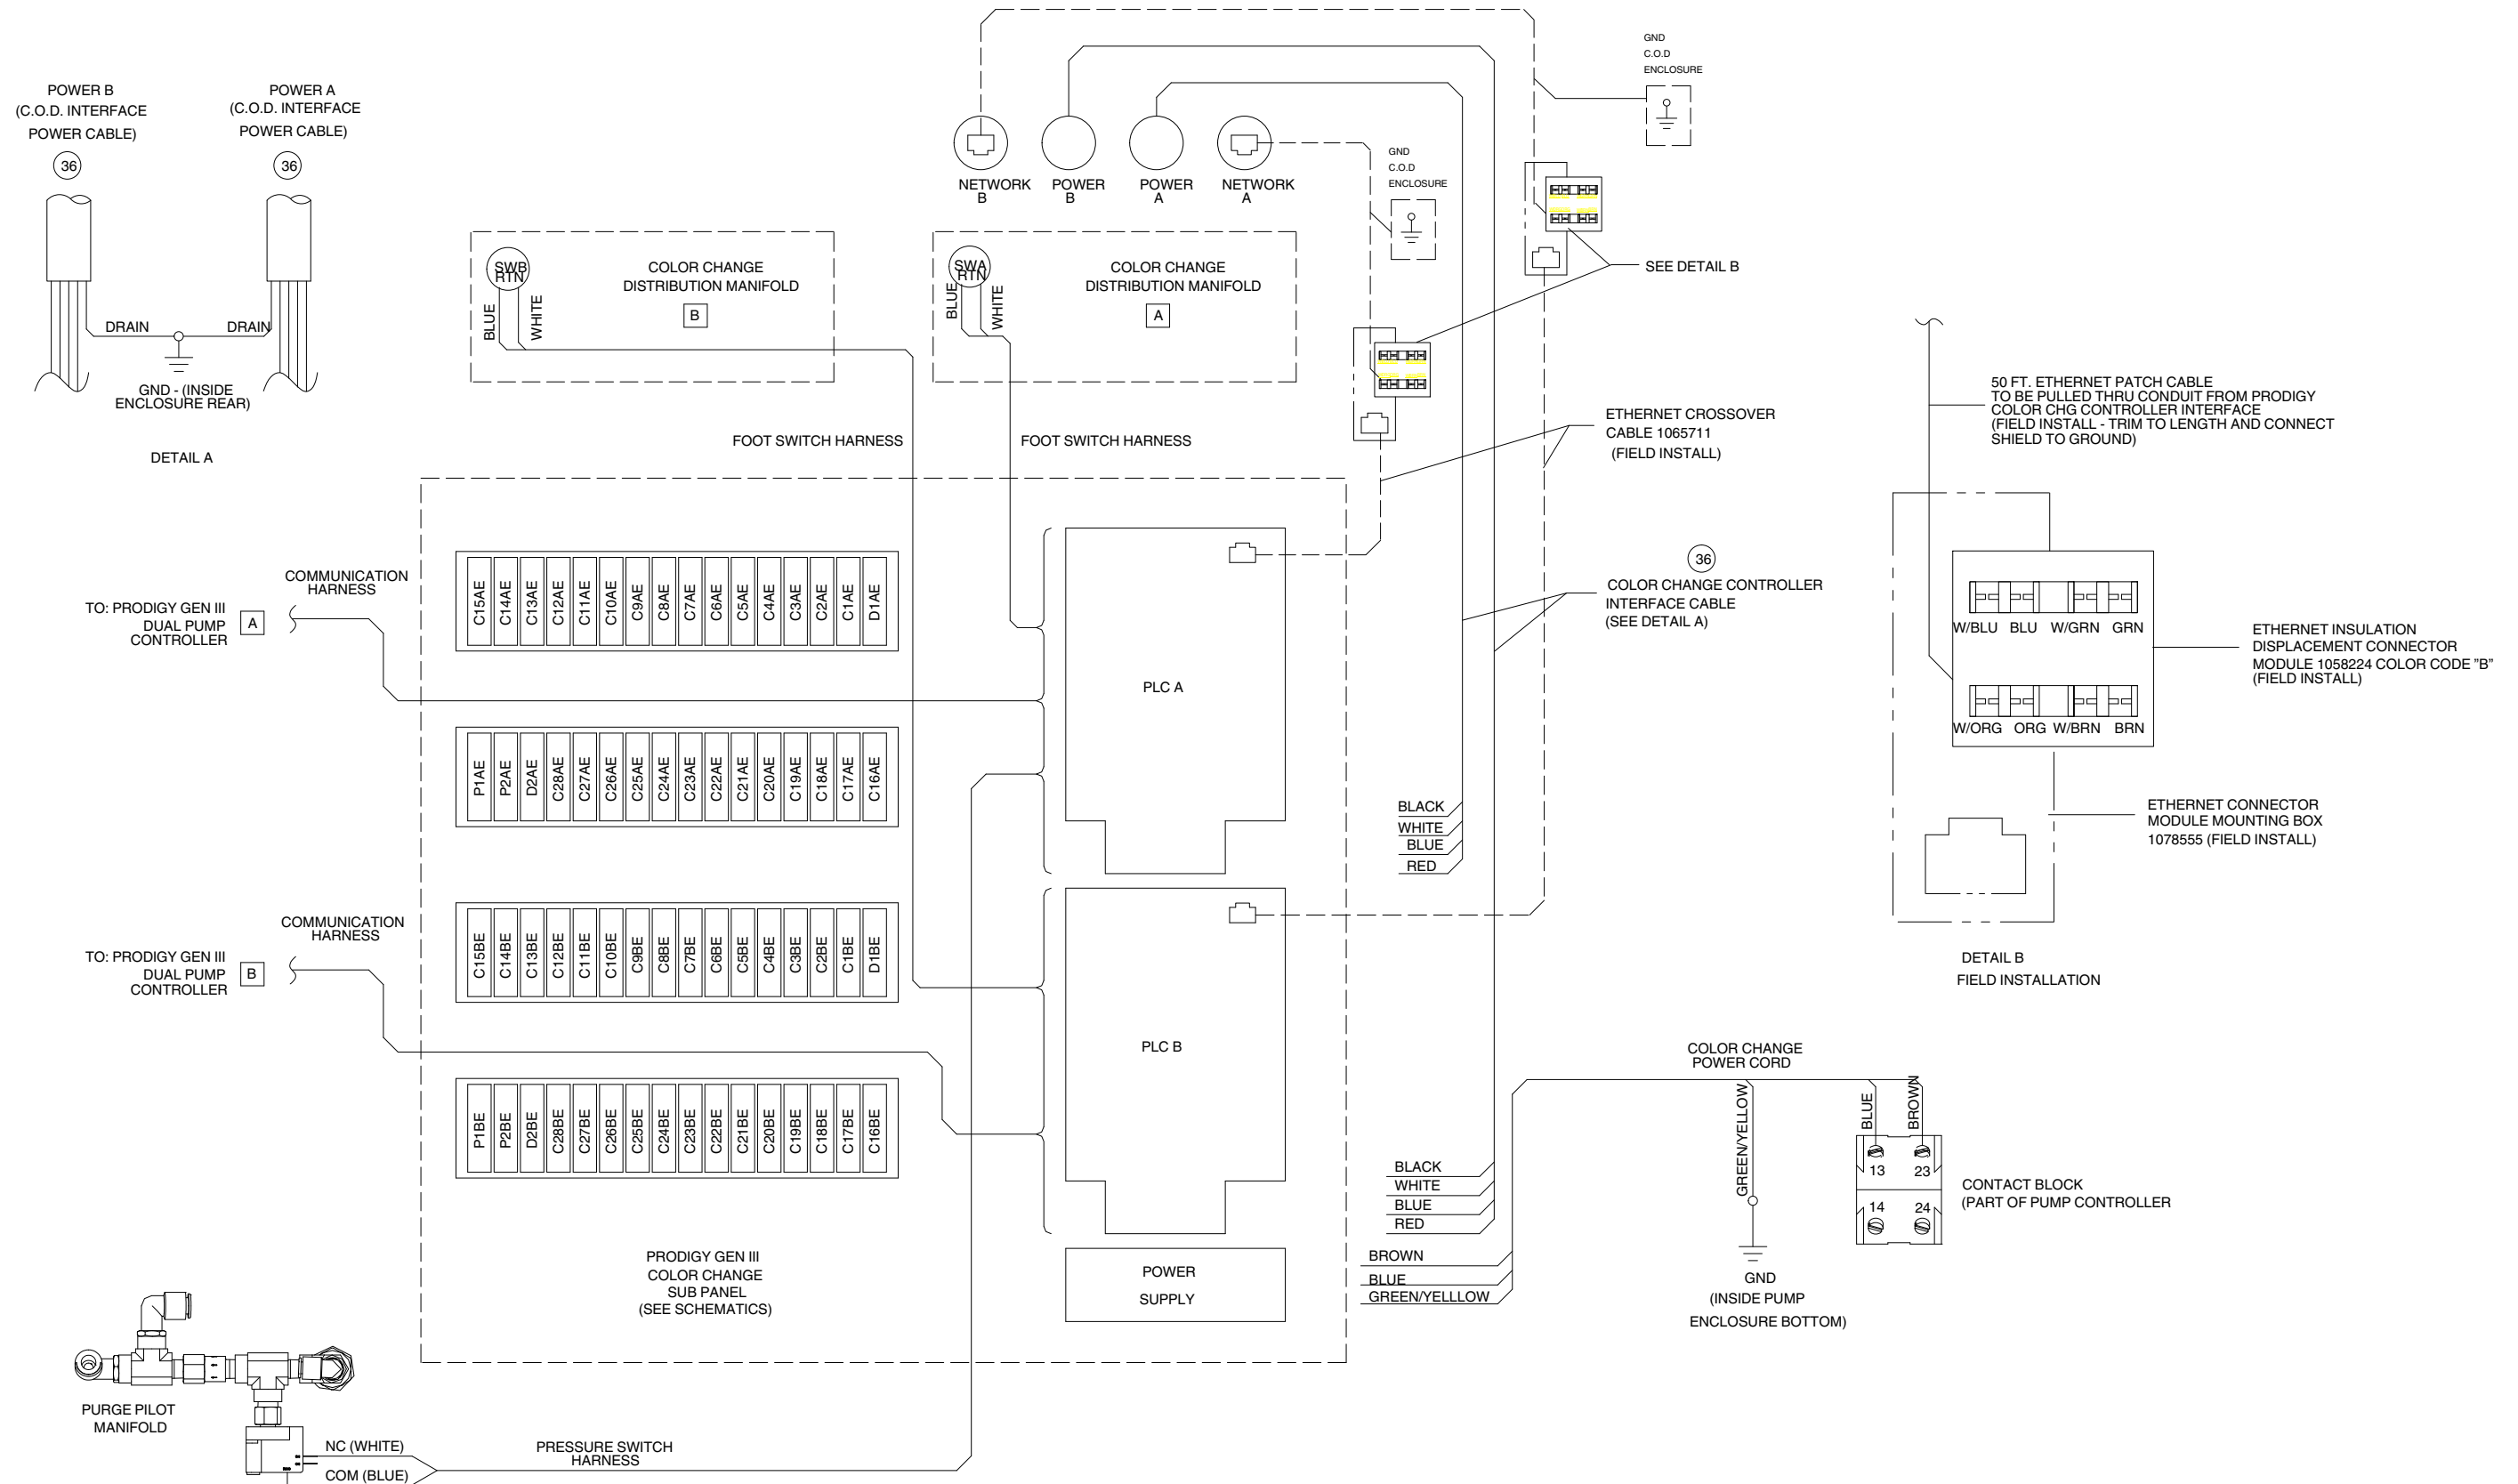 POWER B
(C.O.D. INTERFACE
POWER CABLE)
36
POWER A
(C.O.D. INTERFACE
POWER CABLE)
36
DRAIN
DRAIN
GND - (INSIDE
ENCLOSURE REAR)
DETAIL A
NETWORK
B
POWER
B
POWER
A
NETWORK
A
GND
C.O.D
ENCLOSURE
GND
C.O.D
ENCLOSURE
SWB
RTN
BLUE
WHITE
COLOR CHANGE
DISTRIBUTION MANIFOLD
B
SWA
RTN
BLUE
WHITE
COLOR CHANGE
DISTRIBUTION MANIFOLD
A
SEE DETAIL B
FOOT SWITCH HARNESS
FOOT SWITCH HARNESS
ETHERNET CROSSOVER
CABLE 1065711
(FIELD INSTALL)
50 FT. ETHERNET PATCH CABLE
TO BE PULLED THRU CONDUIT FROM PRODIGY
COLOR CHG CONTROLLER INTERFACE
(FIELD INSTALL - TRIM TO LENGTH AND CONNECT
SHIELD TO GROUND)
COMMUNICATION
HARNESS
TO: PRODIGY GEN III
DUAL PUMP
CONTROLLER
A
C15AE
C14AE
C13AE
C12AE
C11AE
C10AE
C9AE
C8AE
C7AE
C6AE
C5AE
C4AE
C3AE
C2AE
C1AE
D1AE
P1AE
P2AE
D2AE
C28AE
C27AE
C26AE
C25AE
C24AE
C23AE
C22AE
C21AE
C20AE
C19AE
C18AE
C17AE
C16AE
PLC A
36
COLOR CHANGE CONTROLLER
INTERFACE CABLE
(SEE DETAIL A)
BLACK
WHITE
BLUE
RED
W/BLU BLU W/GRN GRN
W/ORG ORG W/BRN BRN
ETHERNET INSULATION
DISPLACEMENT CONNECTOR
MODULE 1058224 COLOR CODE "B"
(FIELD INSTALL)
ETHERNET CONNECTOR
MODULE MOUNTING BOX
1078555 (FIELD INSTALL)
DETAIL B
FIELD INSTALLATION
COMMUNICATION
HARNESS
TO: PRODIGY GEN III
DUAL PUMP
CONTROLLER
B
C15BE
C14BE
C13BE
C12BE
C11BE
C10BE
C9BE
C8BE
C7BE
C6BE
C5BE
C4BE
C3BE
C2BE
C1BE
D1BE
P1BE
P2BE
D2BE
C28BE
C27BE
C26BE
C25BE
C24BE
C23BE
C22BE
C21BE
C20BE
C19BE
C18BE
C17BE
C16BE
PLC B
BLACK
WHITE
BLUE
RED
BROWN
BLUE
GREEN/YELLLOW
POWER
SUPPLY
PRODIGY GEN III
COLOR CHANGE
SUB PANEL
(SEE SCHEMATICS)
COLOR CHANGE
POWER CORD
GREEN/YELLOW
BLUE
BROWN
13
23
14
24
CONTACT BLOCK
(PART OF PUMP CONTROLLER
GND
(INSIDE PUMP
ENCLOSURE BOTTOM)
PURGE PILOT
MANIFOLD
NC (WHITE)
COM (BLUE)
PRESSURE SWITCH
HARNESS